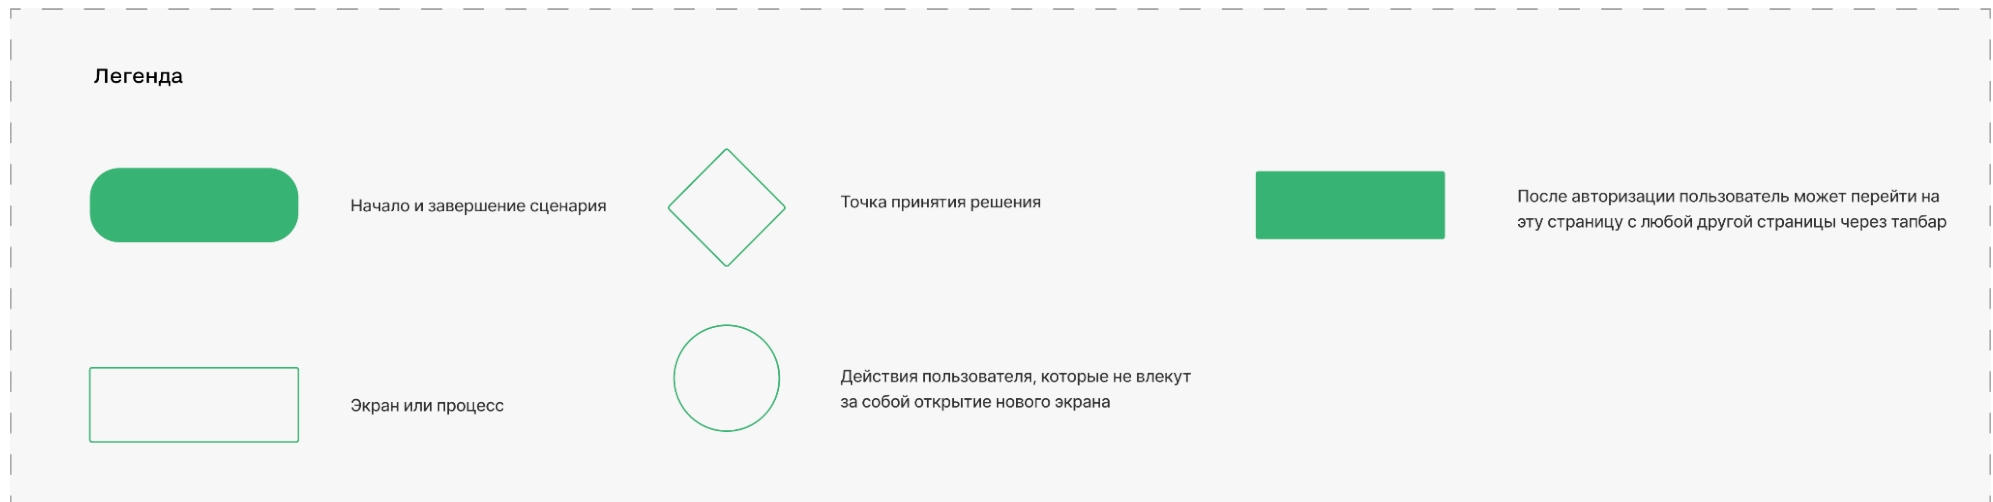 Легенда
Начало и завершение сценария
Точка принятия решения
После авторизации пользователь может перейти на
эту страницу с любой другой страницы через тапбар
Экран или процесс
Действия пользователя, которые не влекут
за собой открытие нового экрана